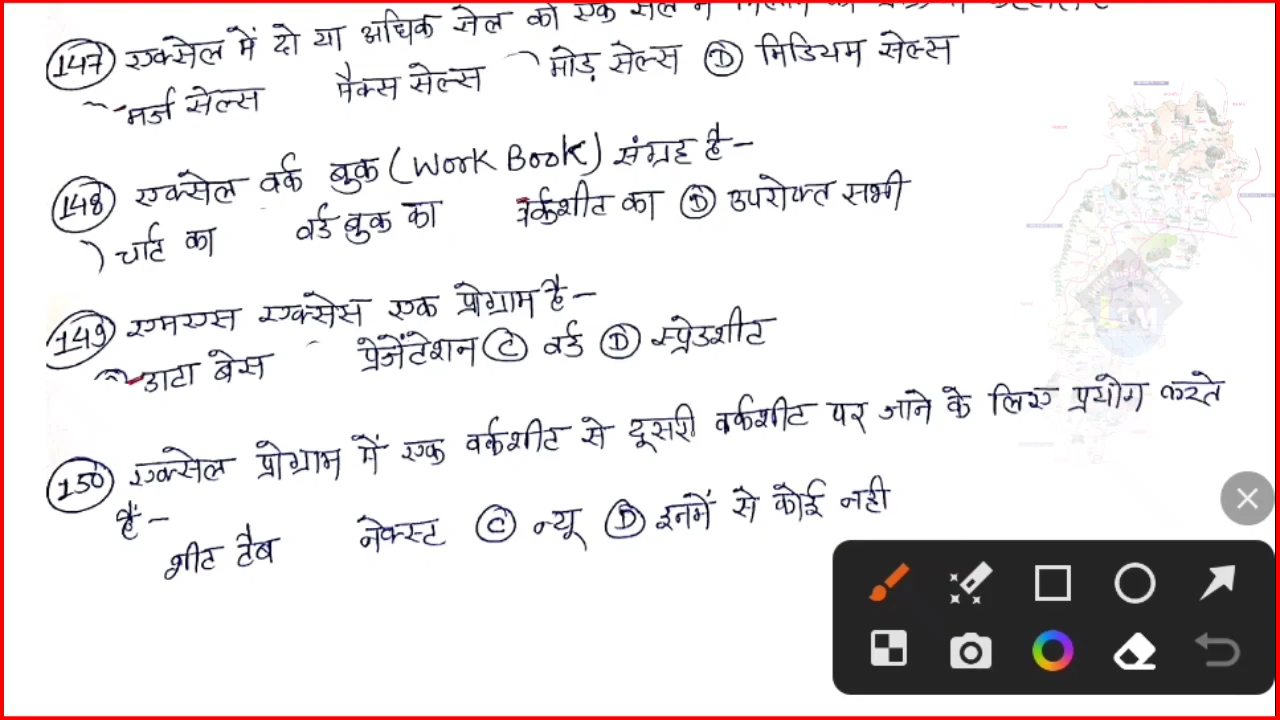 (147) एक्सेल में दो या अधिक सेल को एक सेल में
मर्ज सेल्स मैक्स सेल्स मोड़ सेल्स (D) मिडियम सेल्स
(148) एक्सेल वर्क बुक (Work Book) संग्रह है-
चार्ट का वर्ड बुक का वर्कशीट का (D) उपरोक्त सभी
(149) एमएस एक्सेस एक प्रोग्राम है-
डाटा बेस प्रेजेंटेशन (C) वर्ड (D) स्प्रेडशीट
(150) एक्सेल प्रोग्राम में एक वर्कशीट से दूसरी वर्कशीट पर जाने के लिए प्रयोग करते
हैं-
शीट टैब नेक्स्ट (C) न्यू (D) इनमें से कोई नही